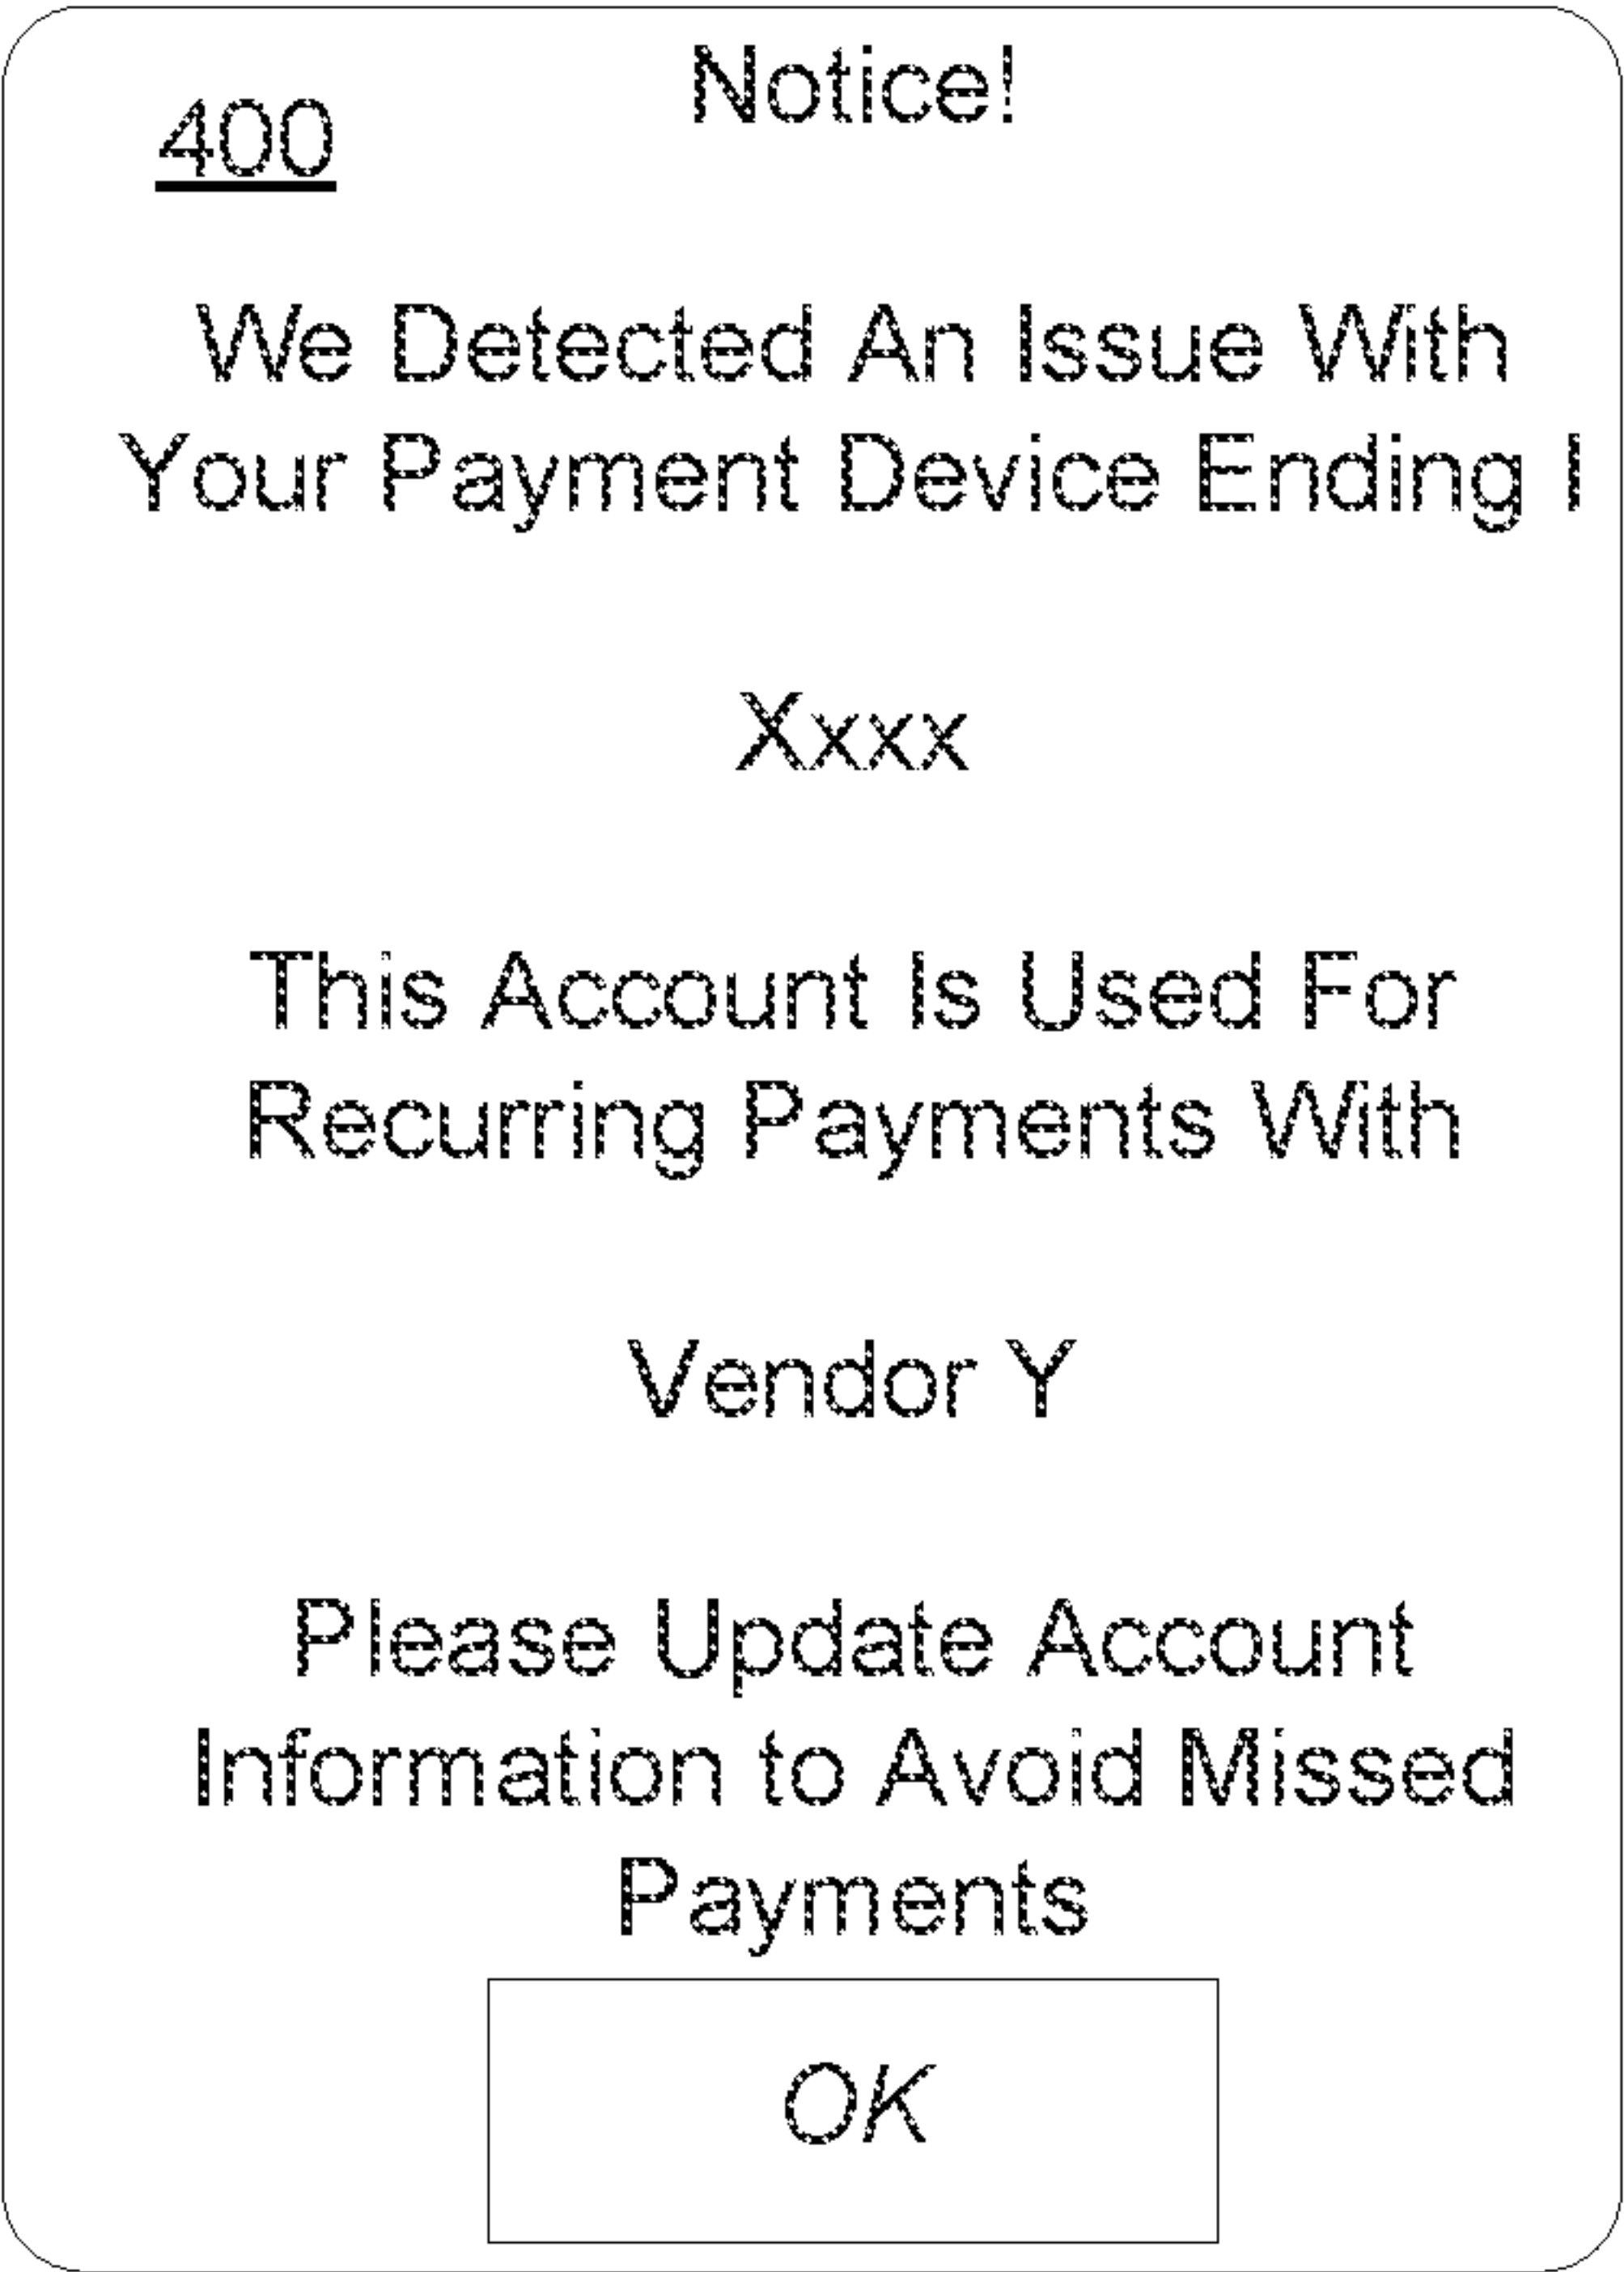 Notice!
400
We Detected An Issue With
Your Payment Device Ending I
Xxxx
This Account Is Used For
Recurring Payments With
Vendor Y
Please Update Account
Information to Avoid Missed
Payments
OK